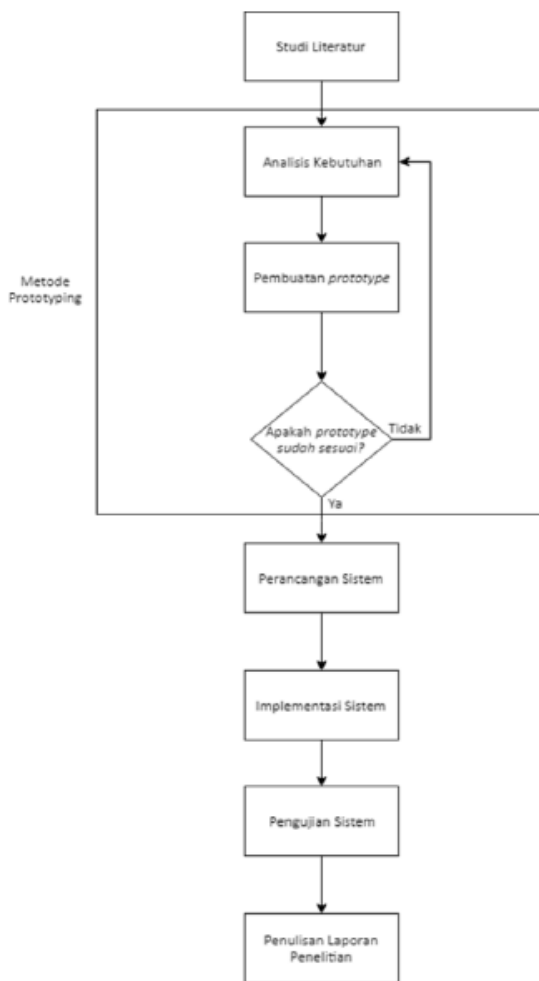 Studi Literatur
Analisis Kebutuhan
Pembuatan prototype
Metode
Prototyping
Apakah prototype
sudah sesuai?
Tidak
Ya
Perancangan Sistem
Implementasi Sistem
Pengujian Sistem
Penulisan Laporan
Penelitian